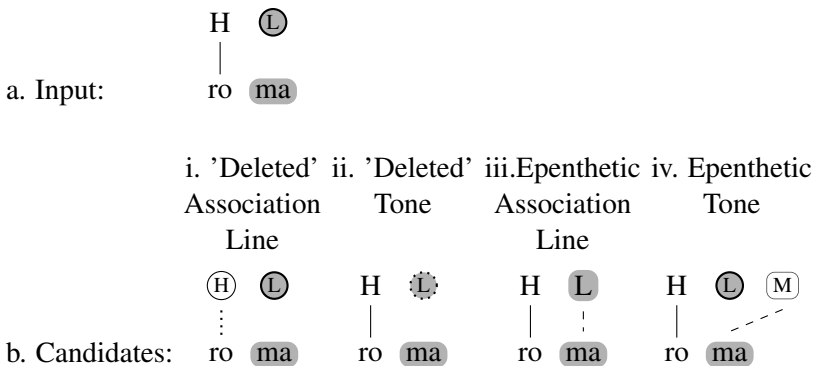 H L
a. Input: ro ma
i. 'Deleted' ii. 'Deleted' iii.Epenthetic iv. Epenthetic
Association Tone Association Tone
Line Line
H L H L H L H L M
b. Candidates: ro ma ro ma ro ma ro ma